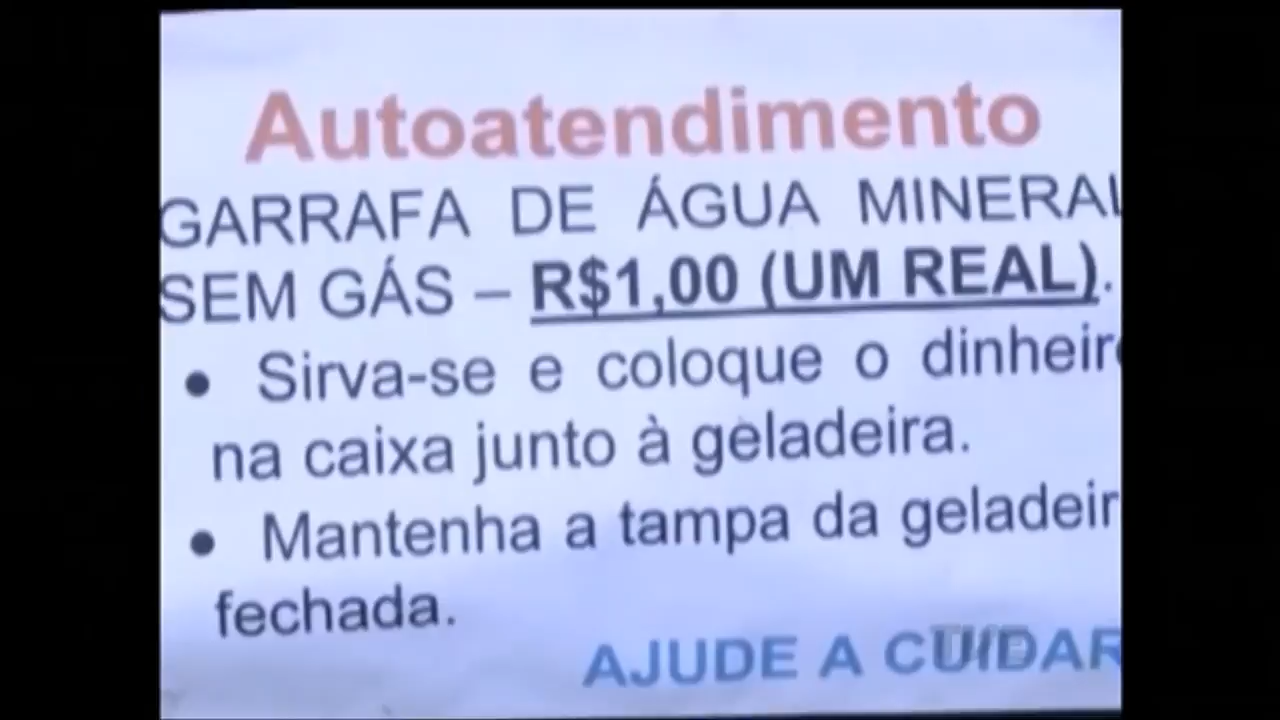 Autoatendimento
GARRAFA DE ÁGUA MINERAL
SEM GÁS – R$1,00 (UM REAL).
• Sirva-se e coloque o dinheiro
na caixa junto à geladeira.
• Mantenha a tampa da geladeir
fechada.
AJUDE A CUIDAR